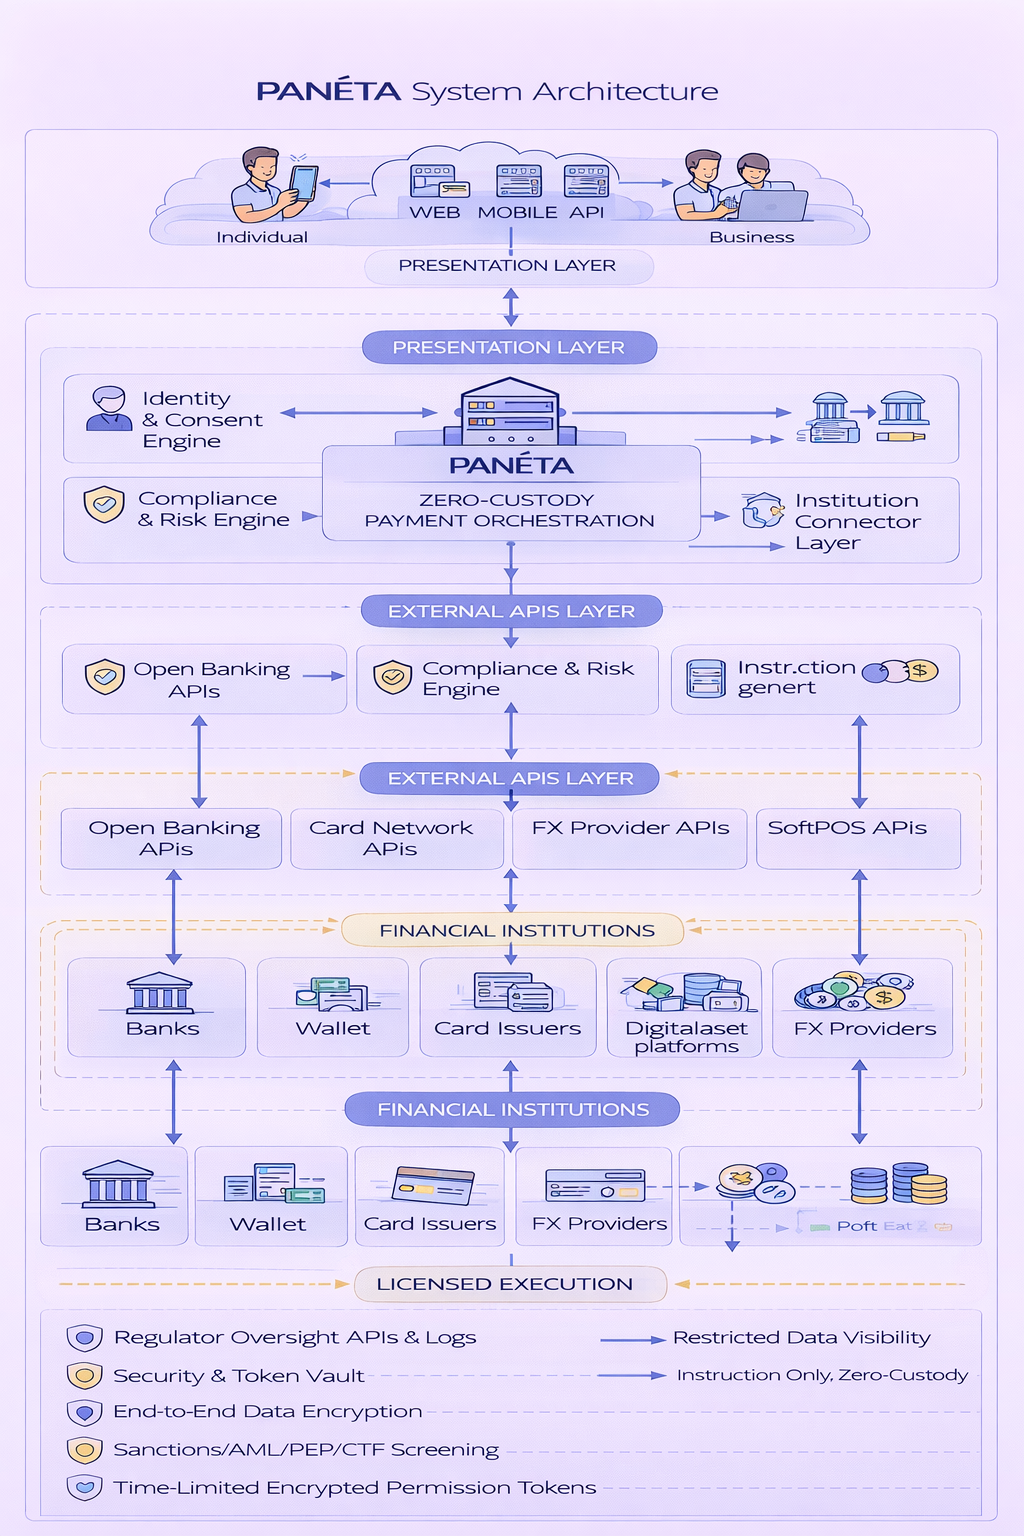 PANÉTA System Architecture
WEB MOBILE API
Individual
Business
PRESENTATION LAYER
PRESENTATION LAYER
Identity
& Consent
Engine
PANÉTA
ZERO-CUSTODY
PAYMENT ORCHESTRATION
Compliance
& Risk Engine
Institution
Connector
Layer
EXTERNAL APIS LAYER
Open Banking
APIs
Compliance & Risk
Engine
Instr.ction
genert
EXTERNAL APIS LAYER
Open Banking
APis
Card Network
APis
FX Provider APIs
SoftPOS APIs
FINANCIAL INSTITUTIONS
Banks
Wallet
Card Issuers
Digitalaset
platforms
FX Providers
FINANCIAL INSTITUTIONS
Banks
Wallet
Card Issuers
FX Providers
Poft Eat
LICENSED EXECUTION
Regulator Oversight APIs & Logs
Restricted Data Visibility
Security & Token Vault
Instruction Only, Zero-Custody
End-to-End Data Encryption
Sanctions/AML/PEP/CTF Screening
Time-Limited Encrypted Permission Tokens